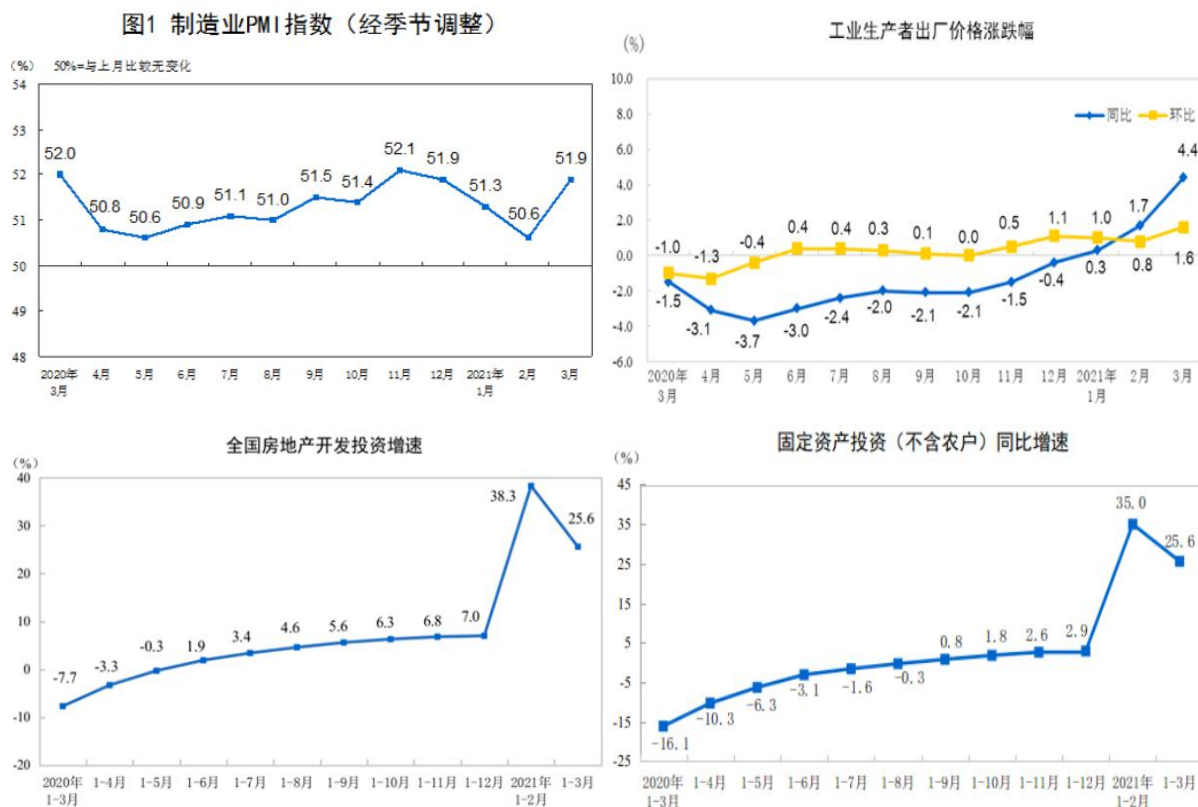 图1 制造业PMI指数（经季节调整）
（%） 50%=与上月比较无变化
54
53
52
51
50
49
48
52.0
50.8
50.6
50.9
51.1
51.0
51.5
51.4
52.1
51.9
51.3
50.6
51.9
2020年 4月 5月 6月 7月 8月 9月 10月 11月 12月 2021年 2月 3月
3月 1月
工业生产者出厂价格涨跌幅
(%)
10.0
8.0
6.0
4.0
2.0
0.0
-2.0
-4.0
-6.0
同比 环比
-1.0 -1.3 -0.4 0.4 0.4 0.3 0.1 0.0 0.5 1.1 1.0 1.7 4.4
-1.5 -3.1 -3.7 -3.0 -2.4 -2.0 -2.1 -2.1 -1.5 -0.4 0.3 0.8 1.6
2020年 4月 5月 6月 7月 8月 9月 10月 11月 12月 2021年 2月 3月
3月 1月
全国房地产开发投资增速
（%）
40
30
20
10
0
-10
-20
-7.7 -3.3 -0.3 1.9 3.4 4.6 5.6 6.3 6.8 7.0 38.3 25.6
2020年 1-4月 1-5月 1-6月 1-7月 1-8月 1-9月 1-10月 1-11月 1-12月 2021年 1-3月
1-3月 1-2月
固定资产投资（不含农户）同比增速
(%)
45
35
25
15
5
-5
-15
-25
-16.1 -10.3 -6.3 -3.1 -1.6 -0.3 0.8 1.8 2.6 2.9 35.0 25.6
2020年 1-4月 1-5月 1-6月 1-7月 1-8月 1-9月 1-10月 1-11月 1-12月 2021年 1-3月
1-3月 1-2月